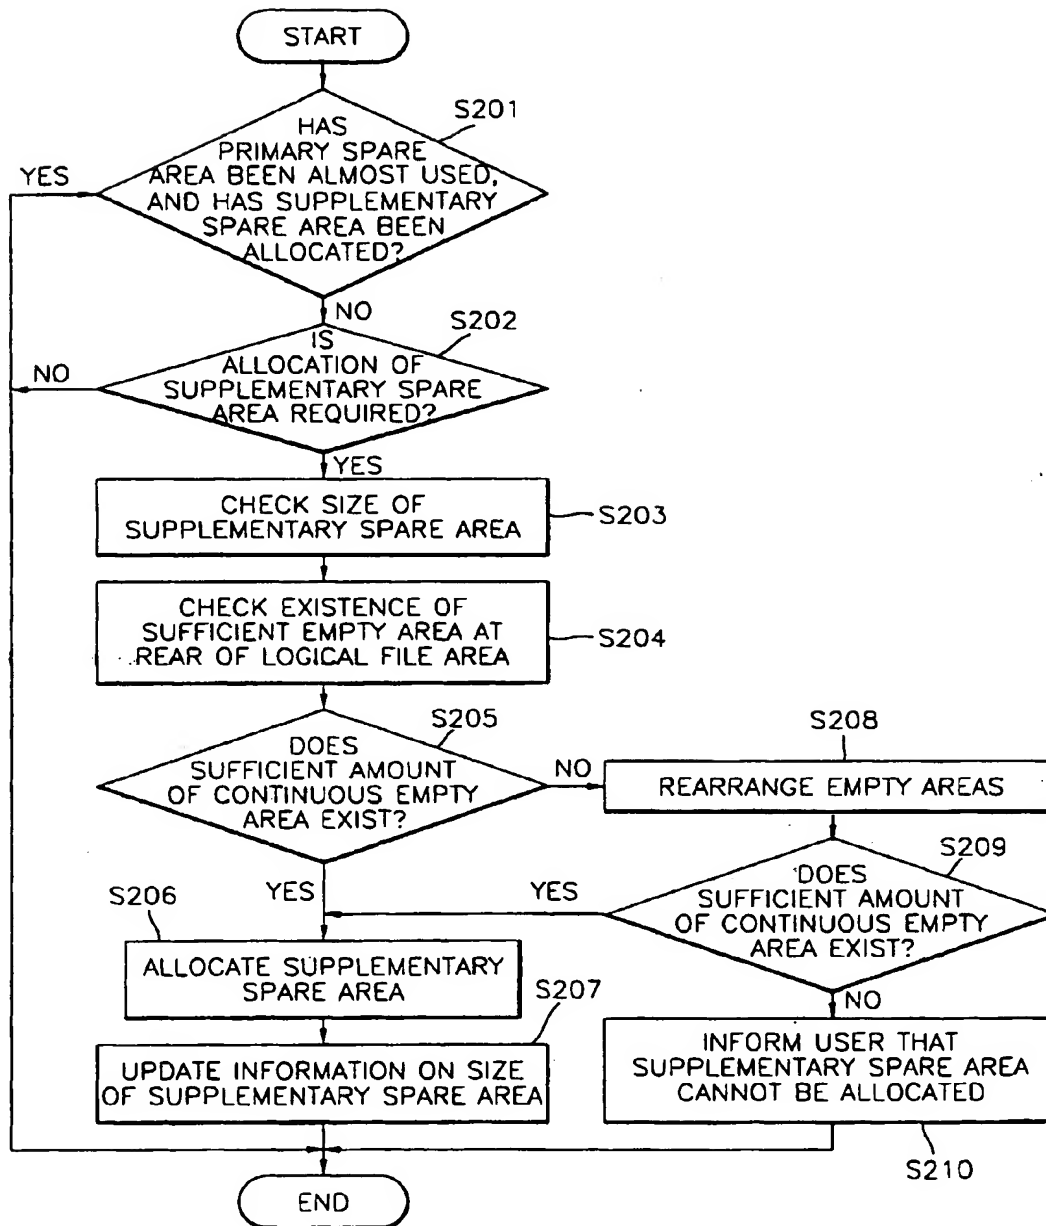 START
S201
HAS
PRIMARY SPARE
AREA BEEN ALMOST USED,
AND HAS SUPPLEMENTARY
SPARE AREA BEEN
ALLOCATED?
YES
NO
S202
IS
ALLOCATION OF
SUPPLEMENTARY SPARE
AREA REQUIRED?
NO
YES
CHECK SIZE OF
SUPPLEMENTARY SPARE AREA
S203
CHECK EXISTENCE OF
SUFFICIENT EMPTY AREA AT
REAR OF LOGICAL FILE AREA
S204
S205
DOES
SUFFICIENT AMOUNT
OF CONTINUOUS EMPTY
AREA EXIST?
NO
S208
REARRANGE EMPTY AREAS
YES
S209
DOES
SUFFICIENT AMOUNT
OF CONTINUOUS EMPTY
AREA EXIST?
YES
S206
ALLOCATE SUPPLEMENTARY
SPARE AREA
S207
UPDATE INFORMATION ON SIZE
OF SUPPLEMENTARY SPARE AREA
NO
INFORM USER THAT
SUPPLEMENTARY SPARE AREA
CANNOT BE ALLOCATED
S210
END